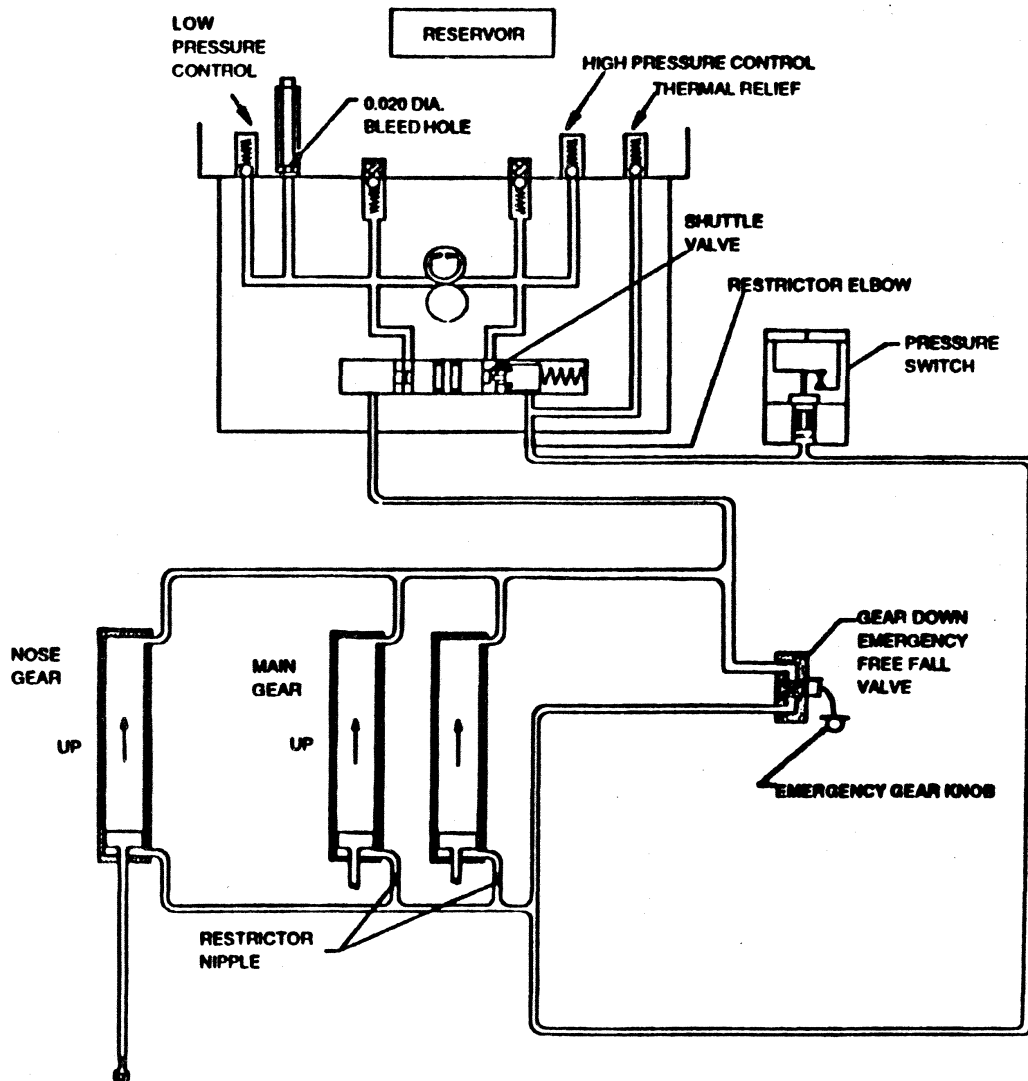 LOW
PRESSURE
CONTROL
RESERVOIR
0.020 DIA.
BLEED HOLE
HIGH PRESSURE CONTROL
THERMAL RELIEF
SHUTTLE
VALVE
RESTRICTOR ELBOW
PRESSURE
SWITCH
NOSE
GEAR
UP
MAIN
GEAR
UP
GEAR DOWN
EMERGENCY
FREE FALL
VALVE
EMERGENCY GEAR KNOB
RESTRICTOR
NIPPLE